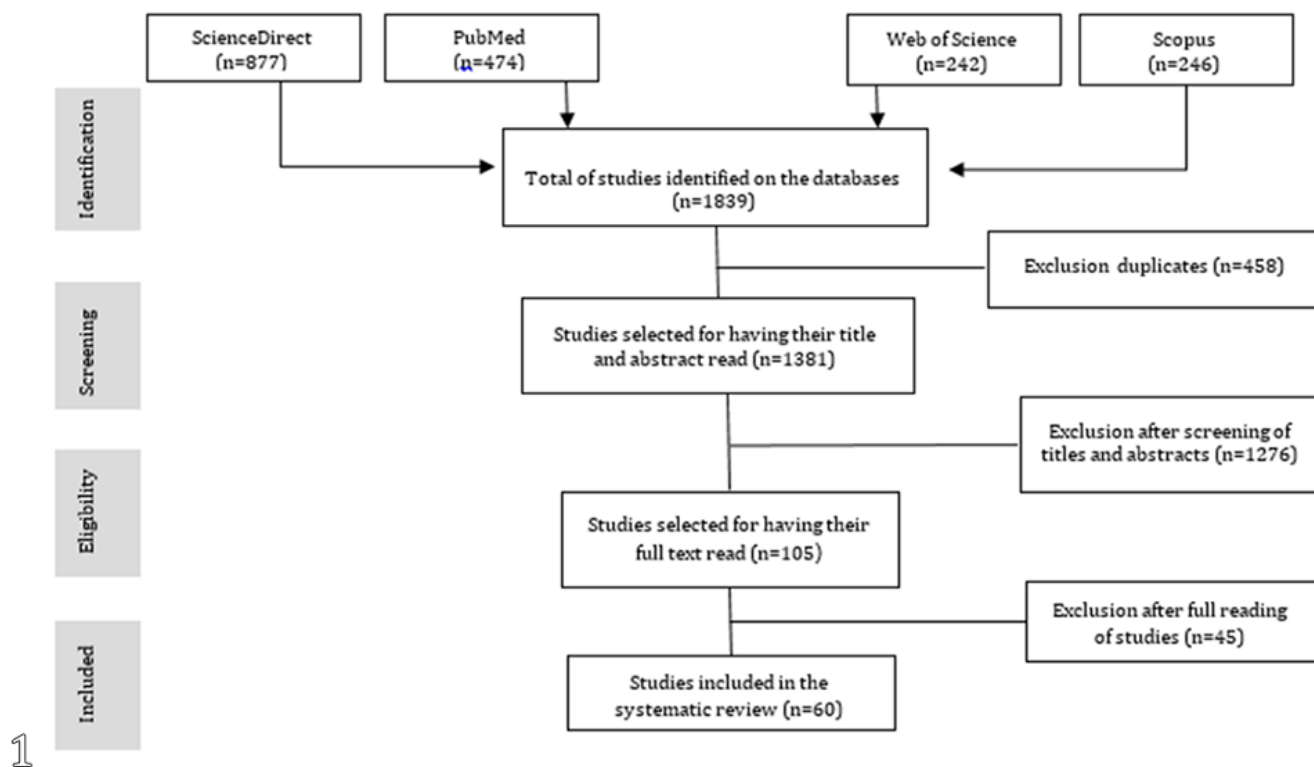 ScienceDirect
(n=877)
PubMed
(n=474)
Web of Science
(n=242)
Scopus
(n=246)
Identification
Total of studies identified on the databases
(n=1839)
Exclusion duplicates (n=458)
Screening
Studies selected for having their title
and abstract read (n=1381)
Exclusion after screening of
titles and abstracts (n=1276)
Eligibility
Studies selected for having their
full text read (n=105)
Exclusion after full reading
of studies (n=45)
Included
Studies included in the
systematic review (n=60)
1